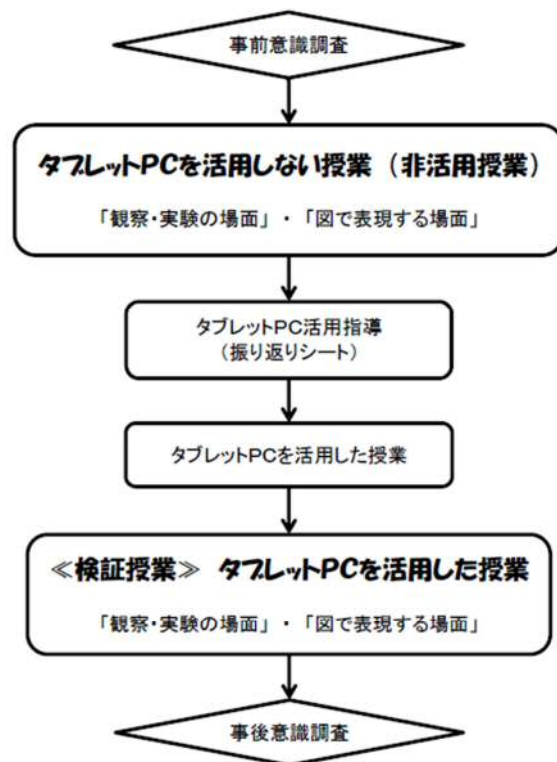 事前意識調査
タブレットPCを活用しない授業（非活用授業）
「観察・実験の場面」・「図で表現する場面」
タブレットPC活用指導
（振り返りシート）
タブレットPCを活用した授業
≪検証授業≫ タブレットPCを活用した授業
「観察・実験の場面」・「図で表現する場面」
事後意識調査